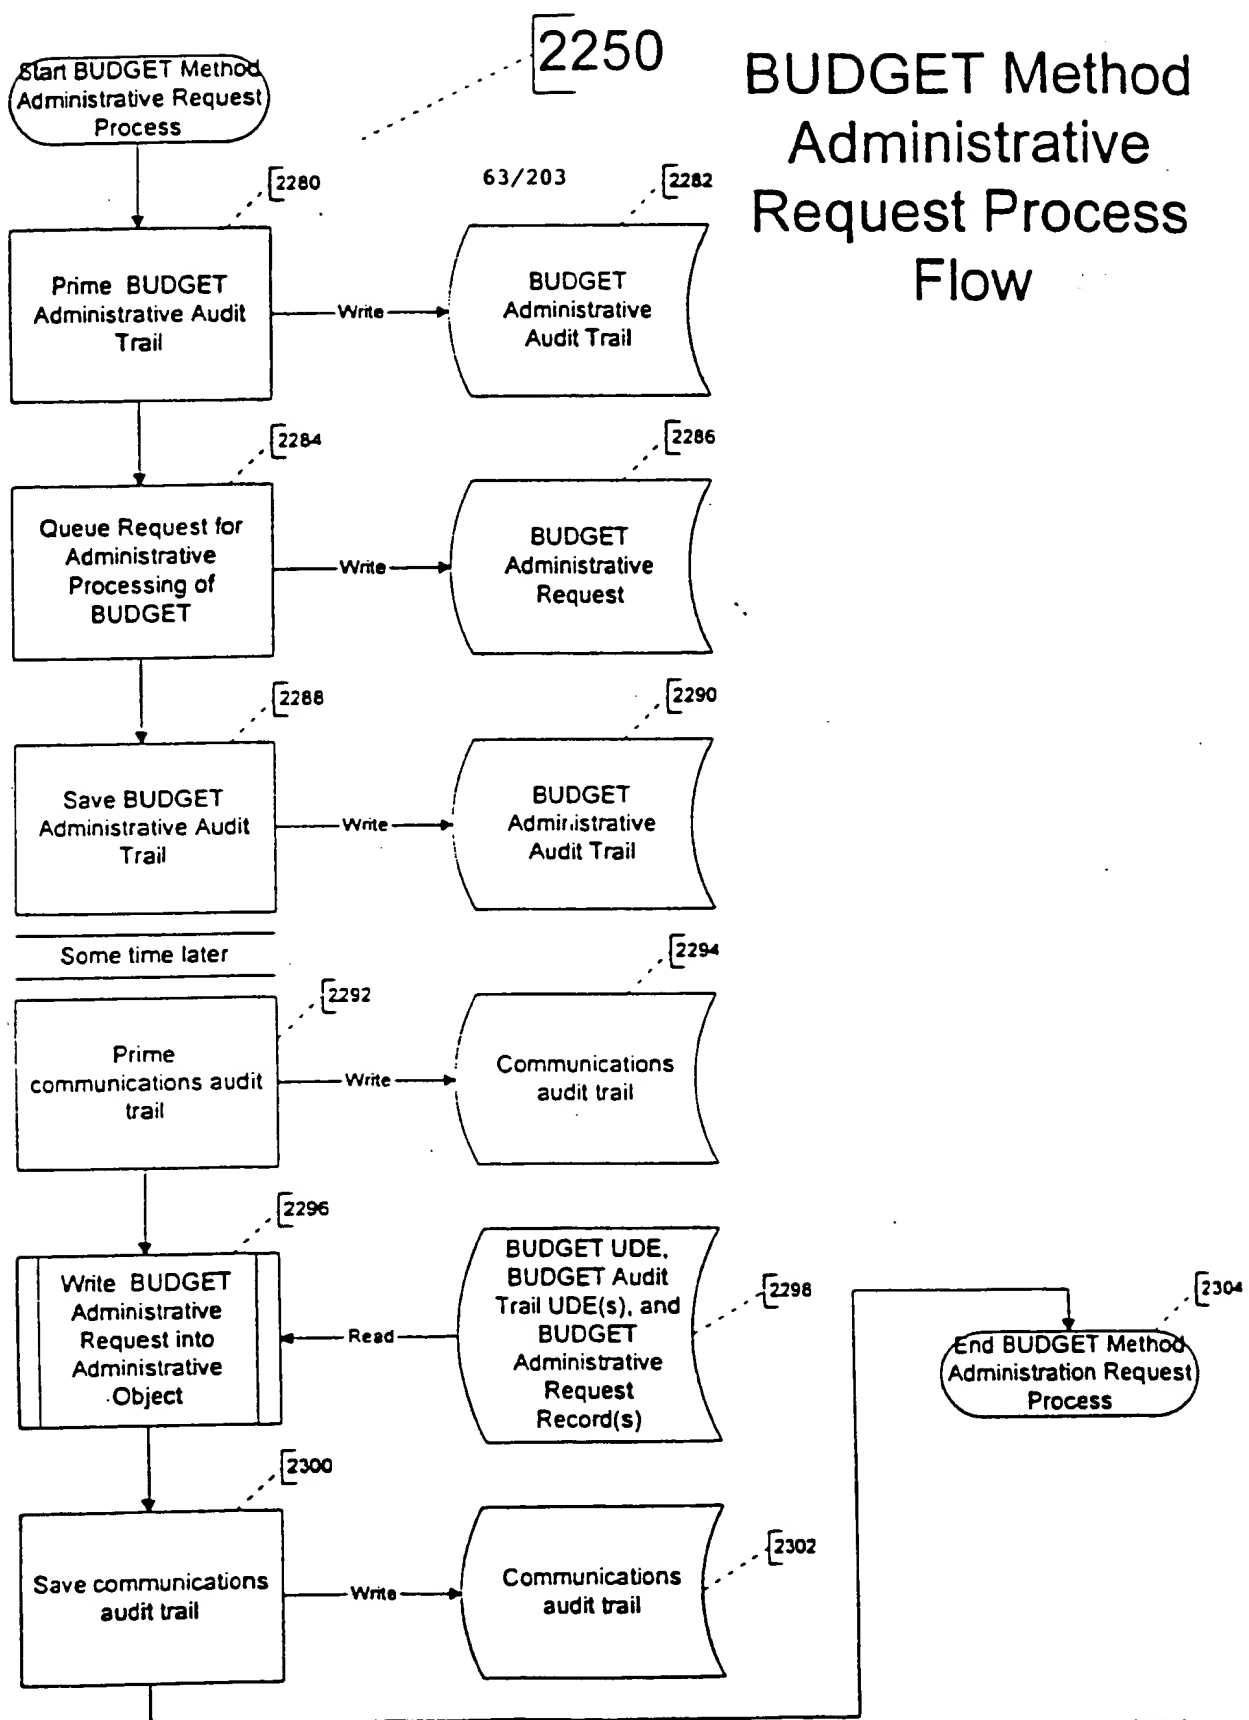 2250
BUDGET Method
Administrative
Request Process
Flow
Start BUDGET Method
Administrative Request
Process
63/203
2280
2282
Prime BUDGET
Administrative Audit
Trail
Write
BUDGET
Administrative
Audit Trail
2284
2286
Queue Request for
Administrative
Processing of
BUDGET
Write
BUDGET
Administrative
Request
2288
2290
Save BUDGET
Administrative Audit
Trail
Write
BUDGET
Administrative
Audit Trail
Some time later
2292
2294
Prime
communications audit
trail
Write
Communications
audit trail
2296
2298
Write BUDGET
Administrative
Request into
Administrative
Object
Read
BUDGET UDE,
BUDGET Audit
Trail UDE(s), and
BUDGET
Administrative
Request
Record(s)
2304
End BUDGET Method
Administration Request
Process
2300
2302
Save communications
audit trail
Write
Communications
audit trail